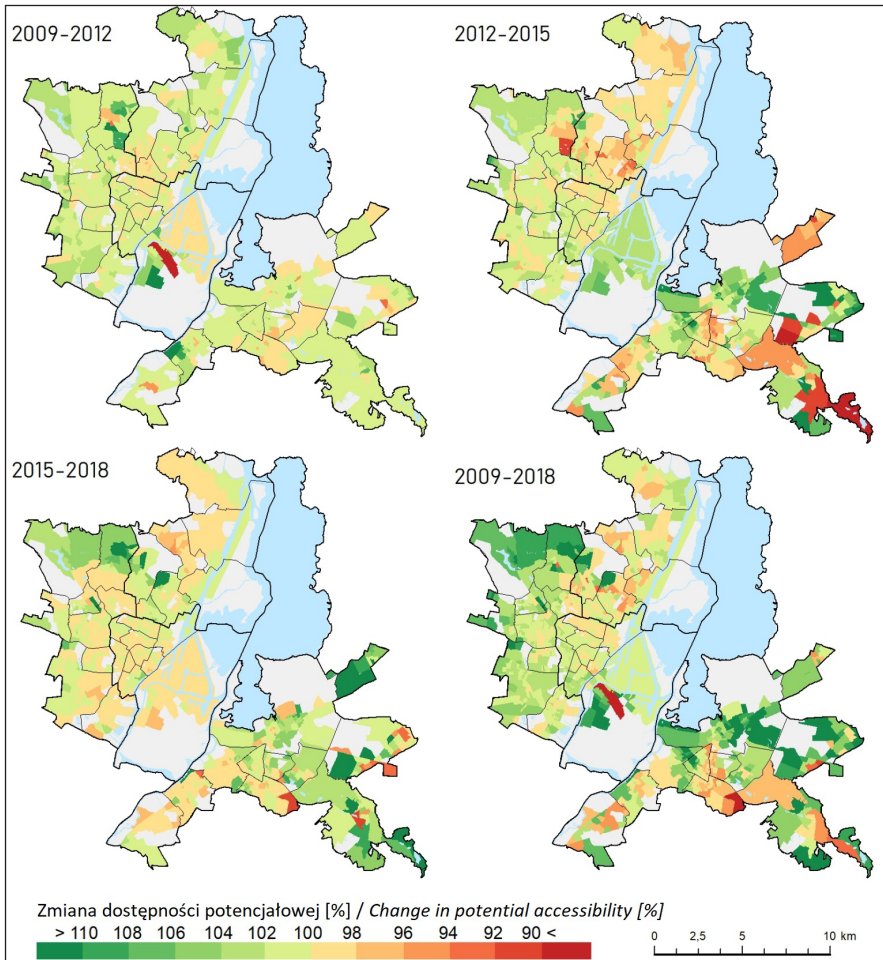 2009-2012
2012-2015
2015-2018
2009-2018
Zmiana dostępności potencjałowej [%] / Change in potential accessibility [%]
> 110 108 106 104 102 100 98 96 94 92 90 <
0 2,5 5 10 km